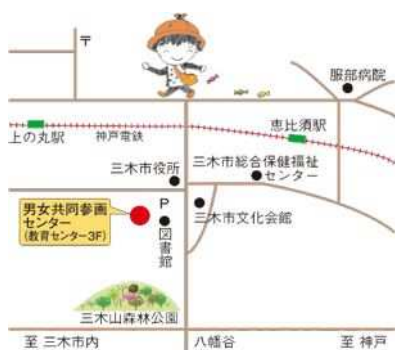 〒
服部病院
上の丸駅
神戸電鉄
恵比須駅
三木市役所
三木市総合保健福祉
センター
男女共同参画
センター
(教育センター3F)
P
図書館
三木市文化会館
三木山森林公園
至 三木市内
八幡谷
至 神戸